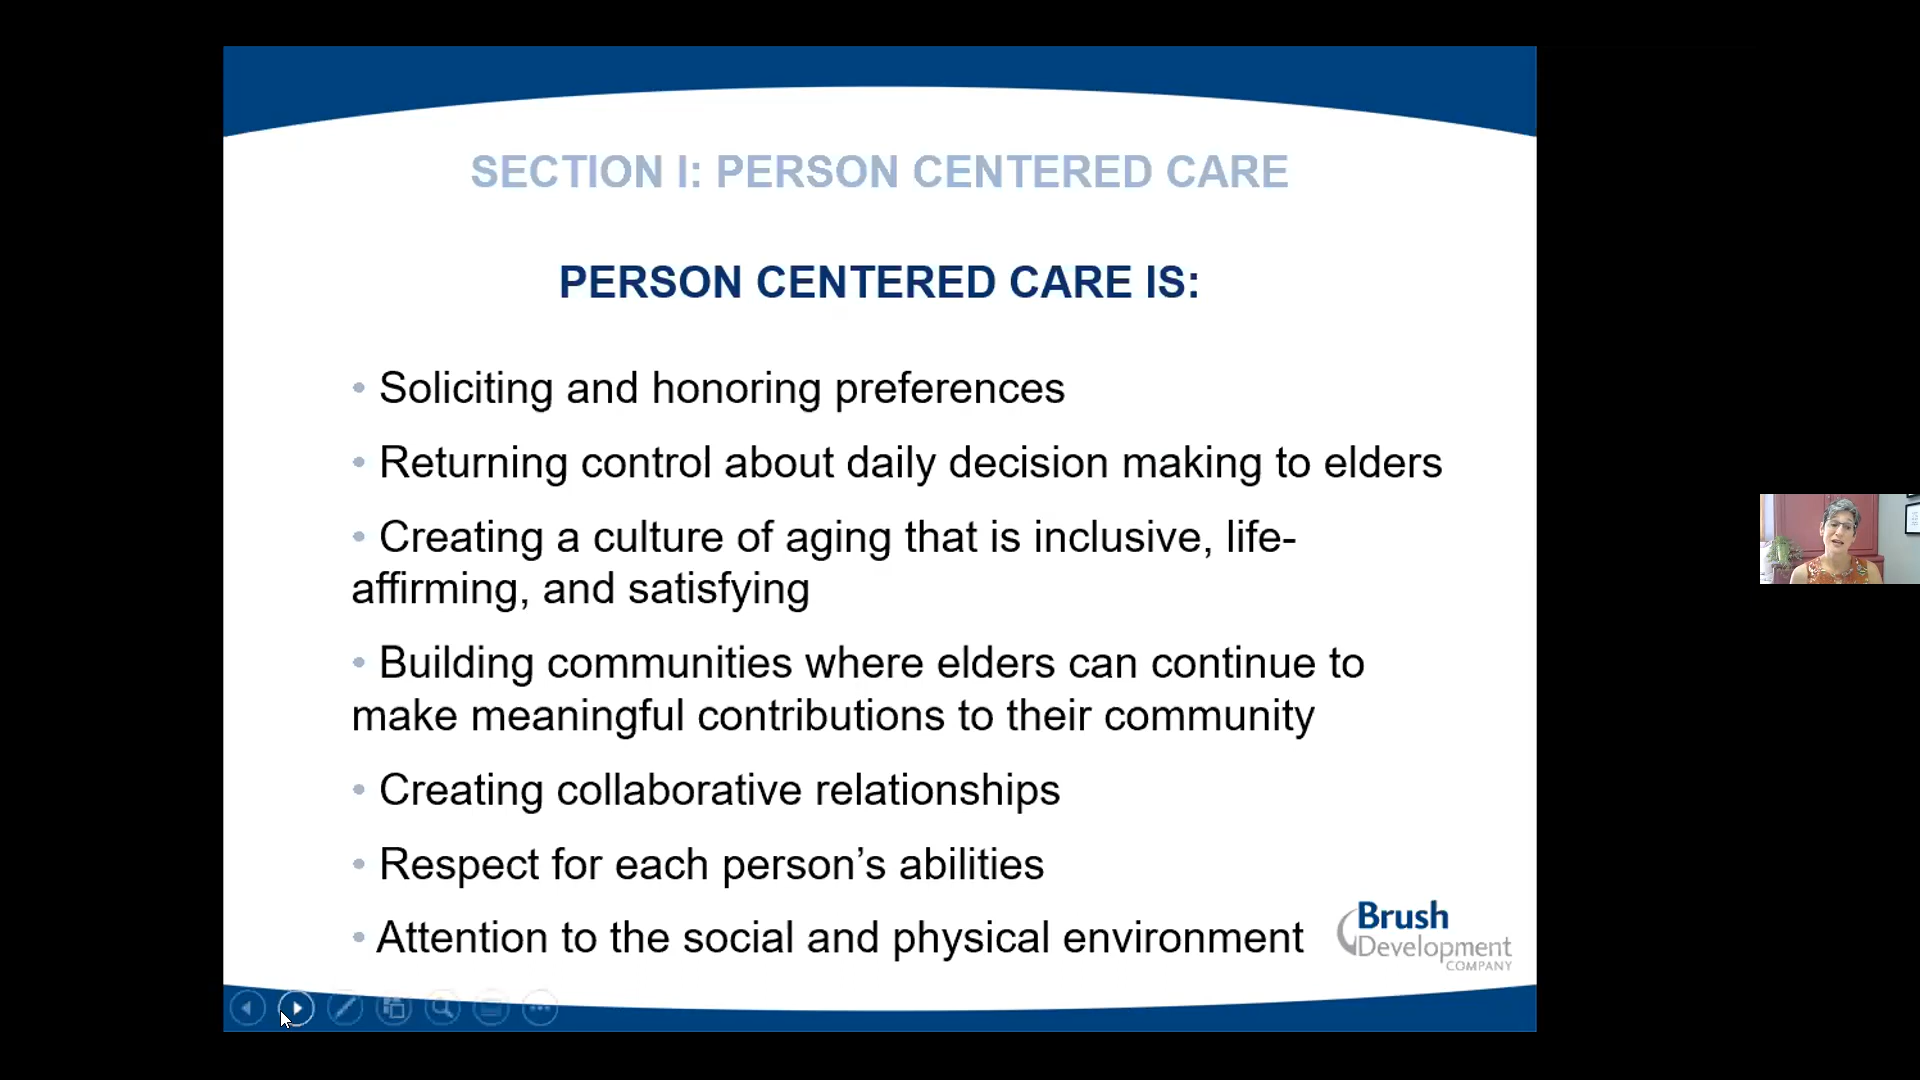 SECTION I: PERSON CENTERED CARE
PERSON CENTERED CARE IS:
• Soliciting and honoring preferences
• Returning control about daily decision making to elders
• Creating a culture of aging that is inclusive, life-
affirming, and satisfying
• Building communities where elders can continue to
make meaningful contributions to their community
• Creating collaborative relationships
• Respect for each person’s abilities
• Attention to the social and physical environment
Brush
Development
COMPANY